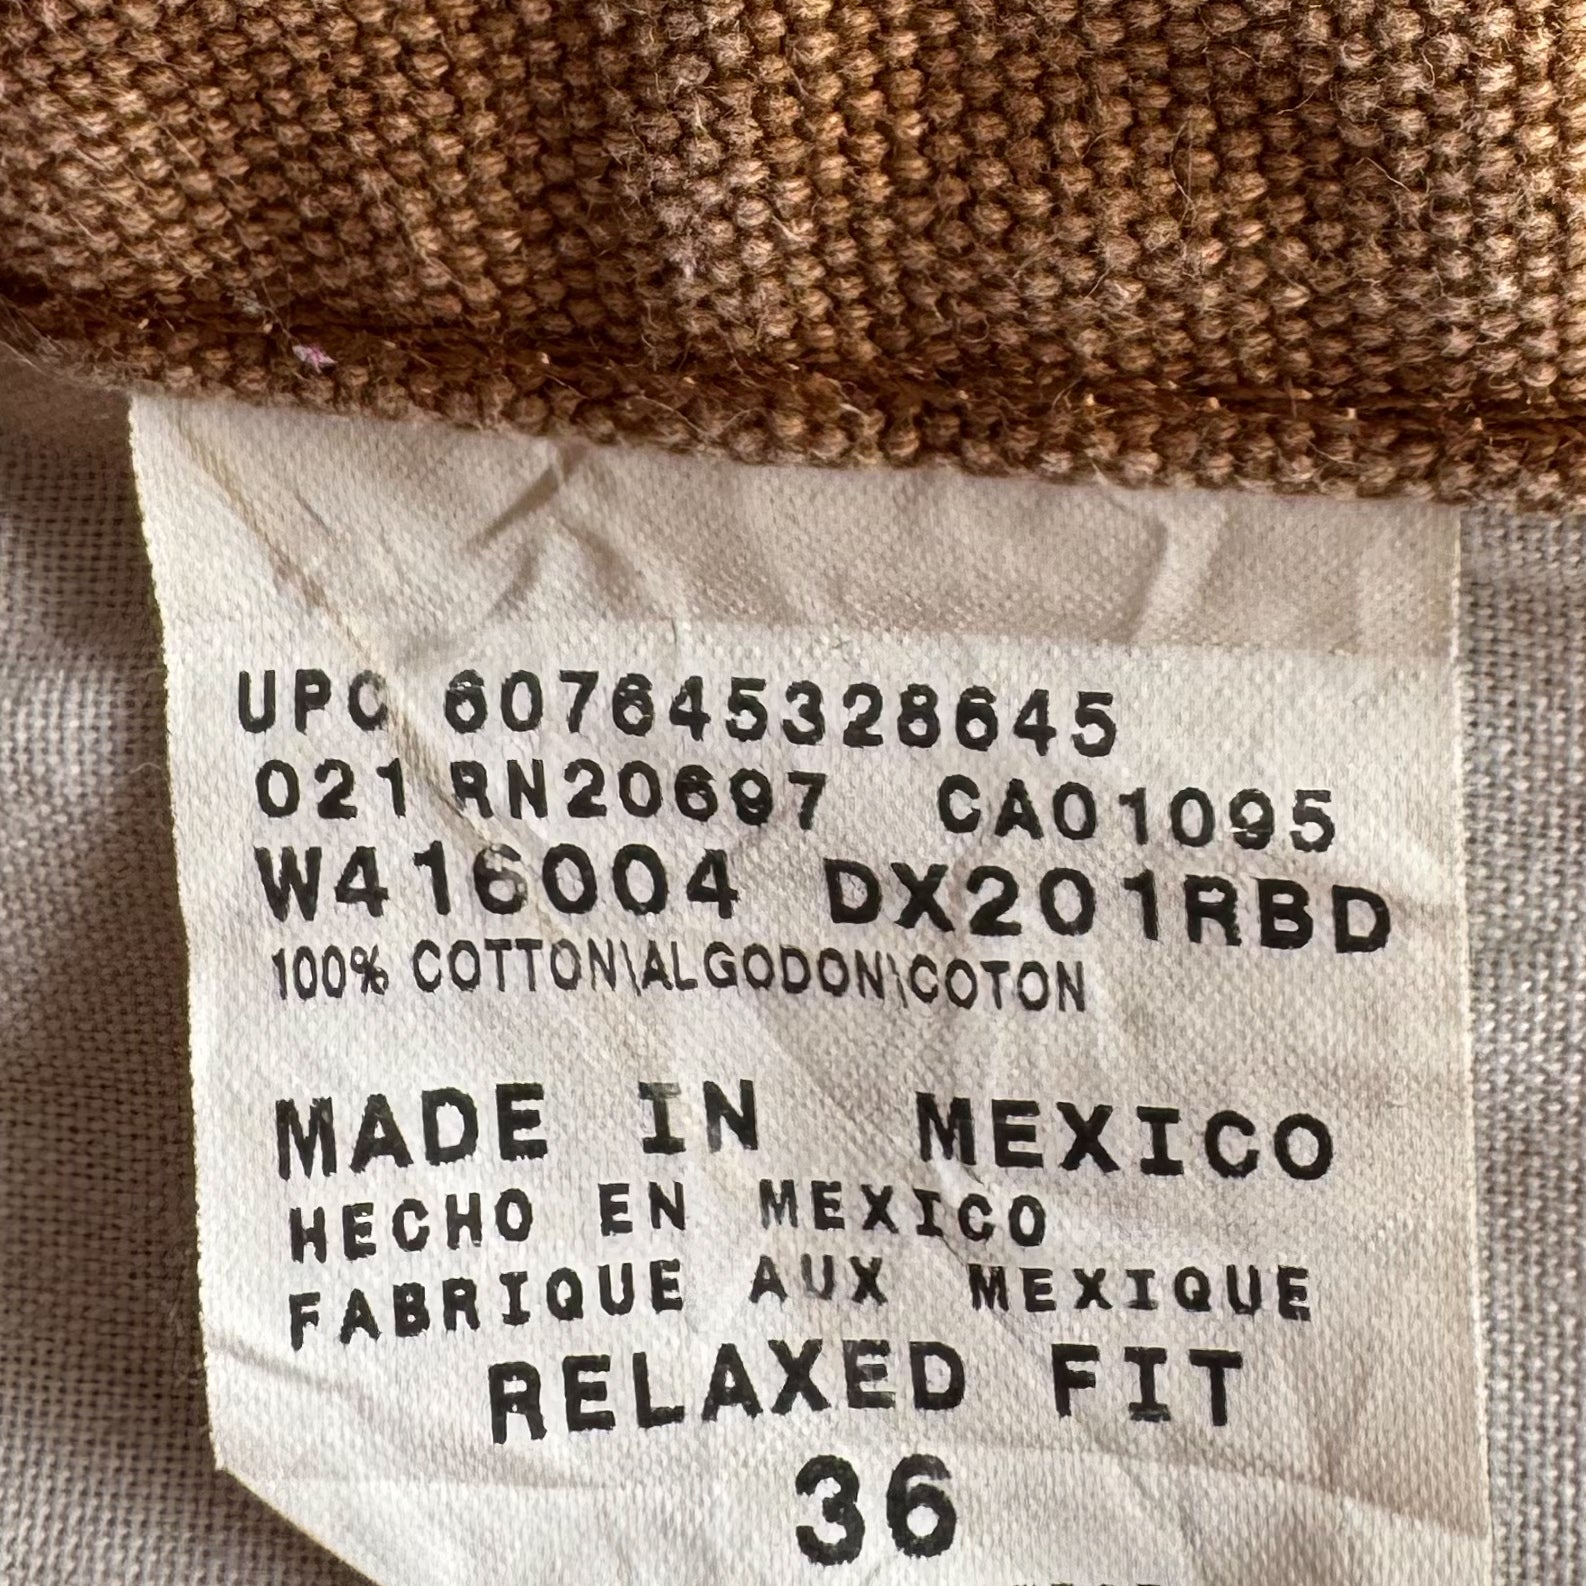 UPC 607645328645
021 RN20697 CA01095
W416004 DX201RBD
100% COTTON\ALGODON\COTON
MADE IN MEXICO
HECHO EN MEXICO
FABRIQUE AUX MEXIQUE
RELAXED FIT
36